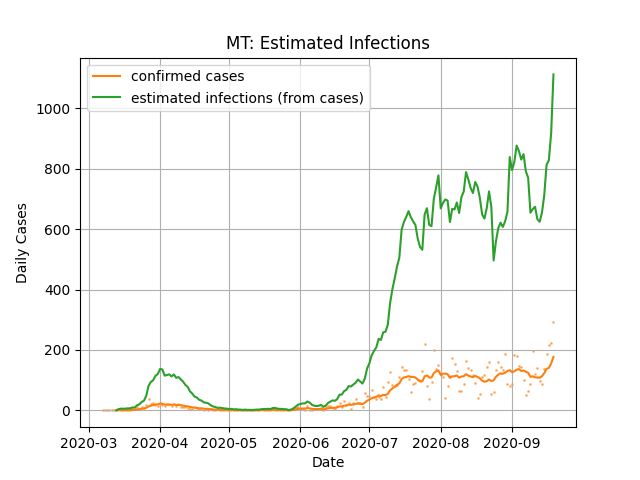 MT: Estimated Infections
confirmed cases
estimated infections (from cases)
Daily Cases
1000
800
600
400
200
0
2020-03 2020-04 2020-05 2020-06 2020-07 2020-08 2020-09
Date